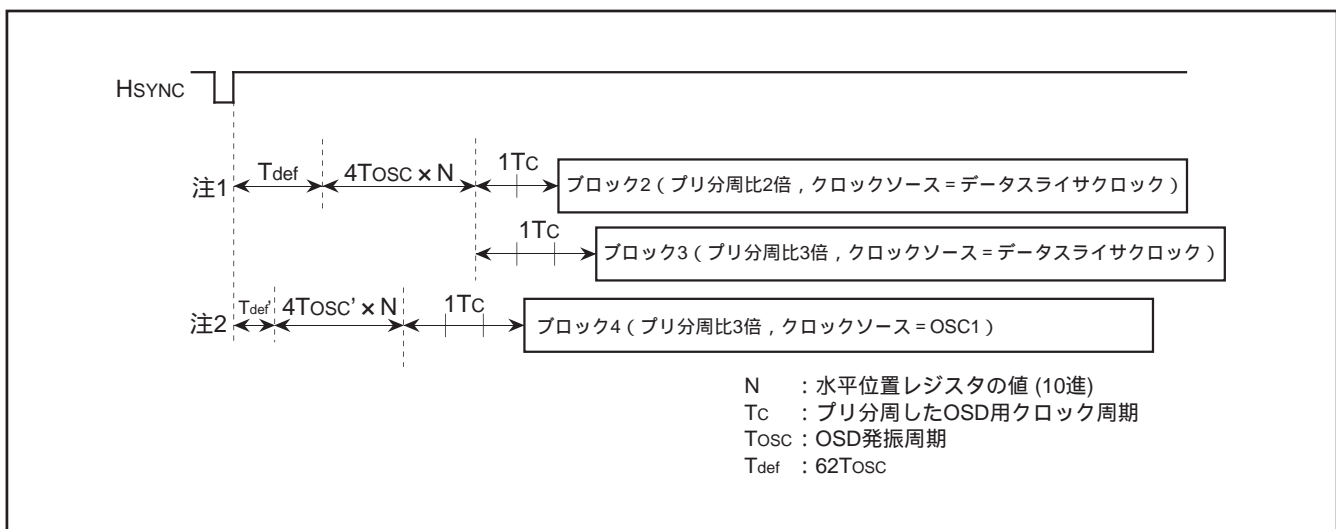 HSYNC
注1 Tdef 4TOSC × N 1TC ブロック2 ( プリ分周比2倍 , クロックソース = データスライサクロック )
1TC ブロック3 ( プリ分周比3倍 , クロックソース = データスライサクロック )
注2 Tdef' 4TOSC' × N 1TC ブロック4 ( プリ分周比3倍 , クロックソース = OSC1 )
N : 水平位置レジスタの値 (10進)
TC : プリ分周したOSD用クロック周期
TOSC : OSD発振周期
Tdef : 62TOSC